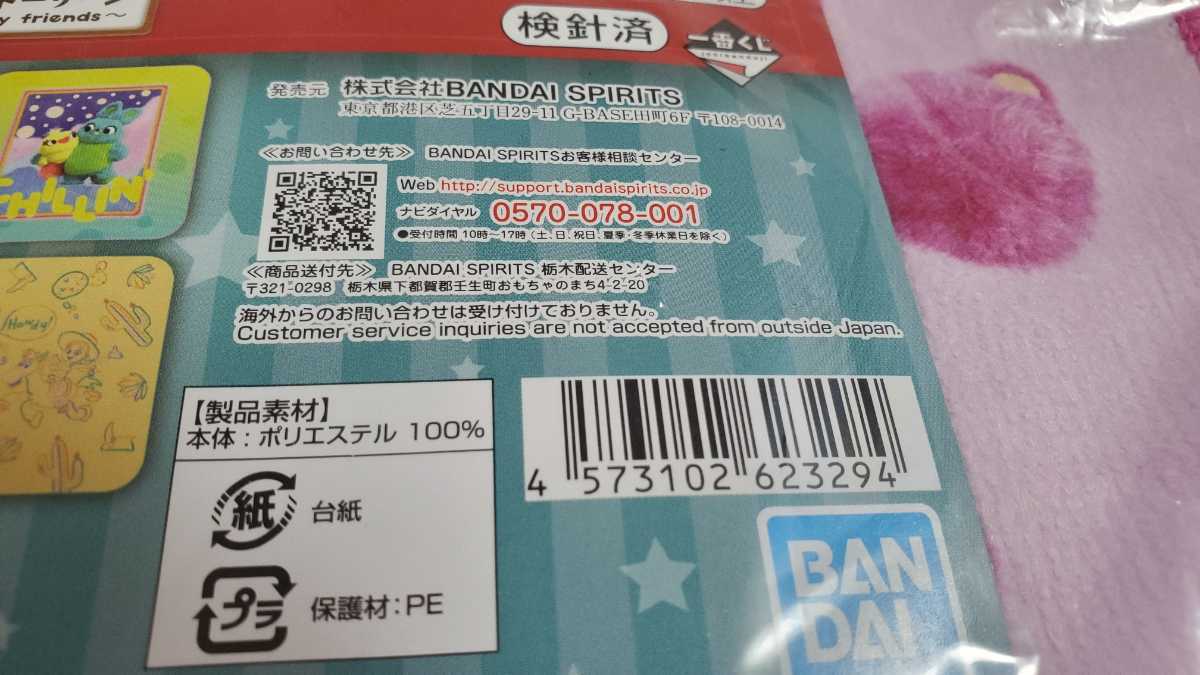 y friends～
検針済
一番くじ
発売元 株式会社BANDAI SPIRITS
東京都港区芝五丁目29-11 G-BASE田町6F 〒108-0014
≪お問い合わせ先≫ BANDAI SPIRITSお客様相談センター
Web http://support.bandaispirits.co.jp
ナビダイヤル 0570-078-001
●受付時間 10時～17時 (土、日、祝日、夏季・冬季休業日を除く)
≪商品送付先≫ BANDAI SPIRITS 栃木配送センター
〒321-0298 栃木県下都賀郡壬生町おもちゃのまち4-2-20
海外からのお問い合わせは受け付けておりません。
Customer service inquiries are not accepted from outside Japan.
CHILLIN'
Howdy!
【製品素材】
本体：ポリエステル 100%
紙 台紙
プラ 保護材：PE
4 573102 623294
BAN
DAI